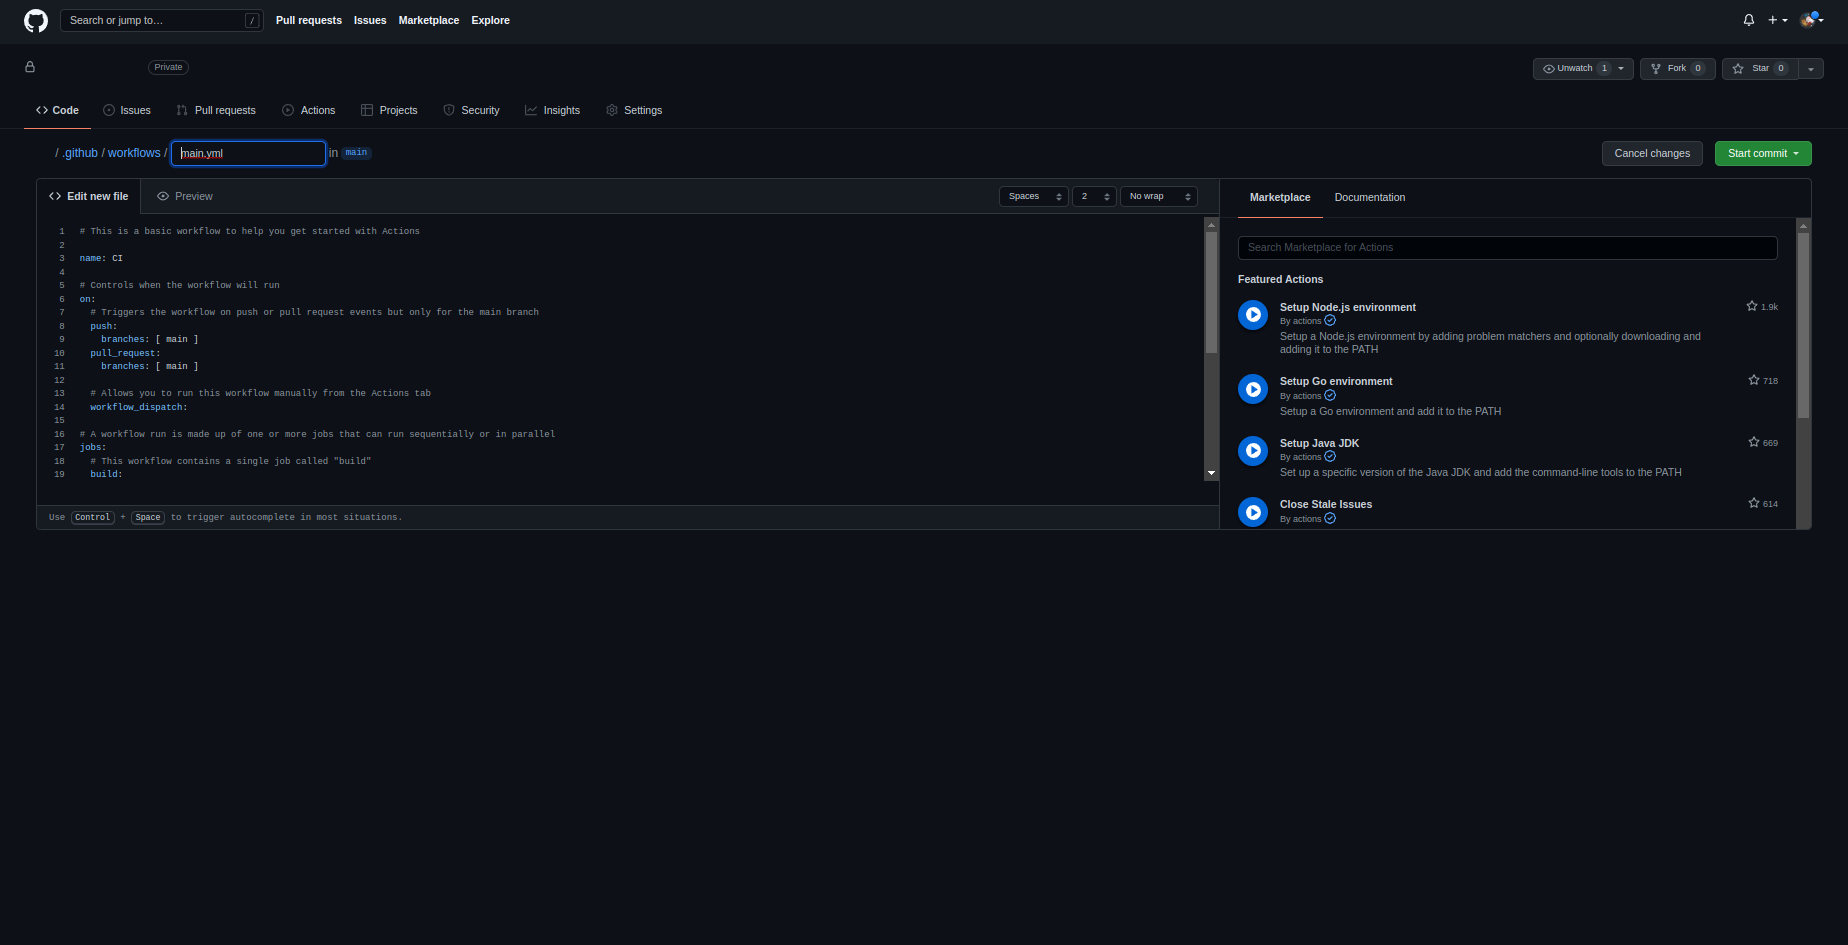 Search or jump to… / Pull requests Issues Marketplace Explore
Private Unwatch 1 Fork 0 Star 0
Code Issues Pull requests Actions Projects Security Insights Settings
/ .github / workflows / main.yml in main Cancel changes Start commit
Edit new file Preview Spaces 2 No wrap
1 # This is a basic workflow to help you get started with Actions
2
3 name: CI
4
5 # Controls when the workflow will run
6 on:
7 # Triggers the workflow on push or pull request events but only for the main branch
8 push:
9 branches: [ main ]
10 pull_request:
11 branches: [ main ]
12
13 # Allows you to run this workflow manually from the Actions tab
14 workflow_dispatch:
15
16 # A workflow run is made up of one or more jobs that can run sequentially or in parallel
17 jobs:
18 # This workflow contains a single job called "build"
19 build:
Use Control + Space to trigger autocomplete in most situations.
Marketplace Documentation
Search Marketplace for Actions
Featured Actions
Setup Node.js environment 1.9k
By actions
Setup a Node.js environment by adding problem matchers and optionally downloading and
adding it to the PATH
Setup Go environment 718
By actions
Setup a Go environment and add it to the PATH
Setup Java JDK 669
By actions
Set up a specific version of the Java JDK and add the command-line tools to the PATH
Close Stale Issues 614
By actions